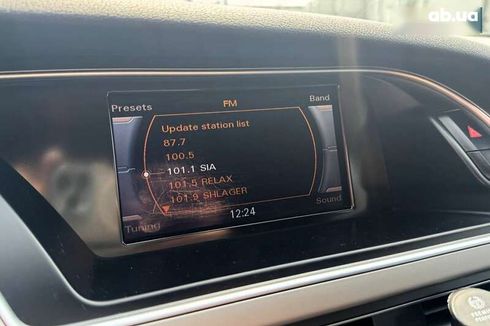 ab.ua
Presets
FM
Band
Update station list
87.7
100.5
101.1 SIA
101.5 RELAX
101.9 SHLAGER
Tuning
12:24
Sound